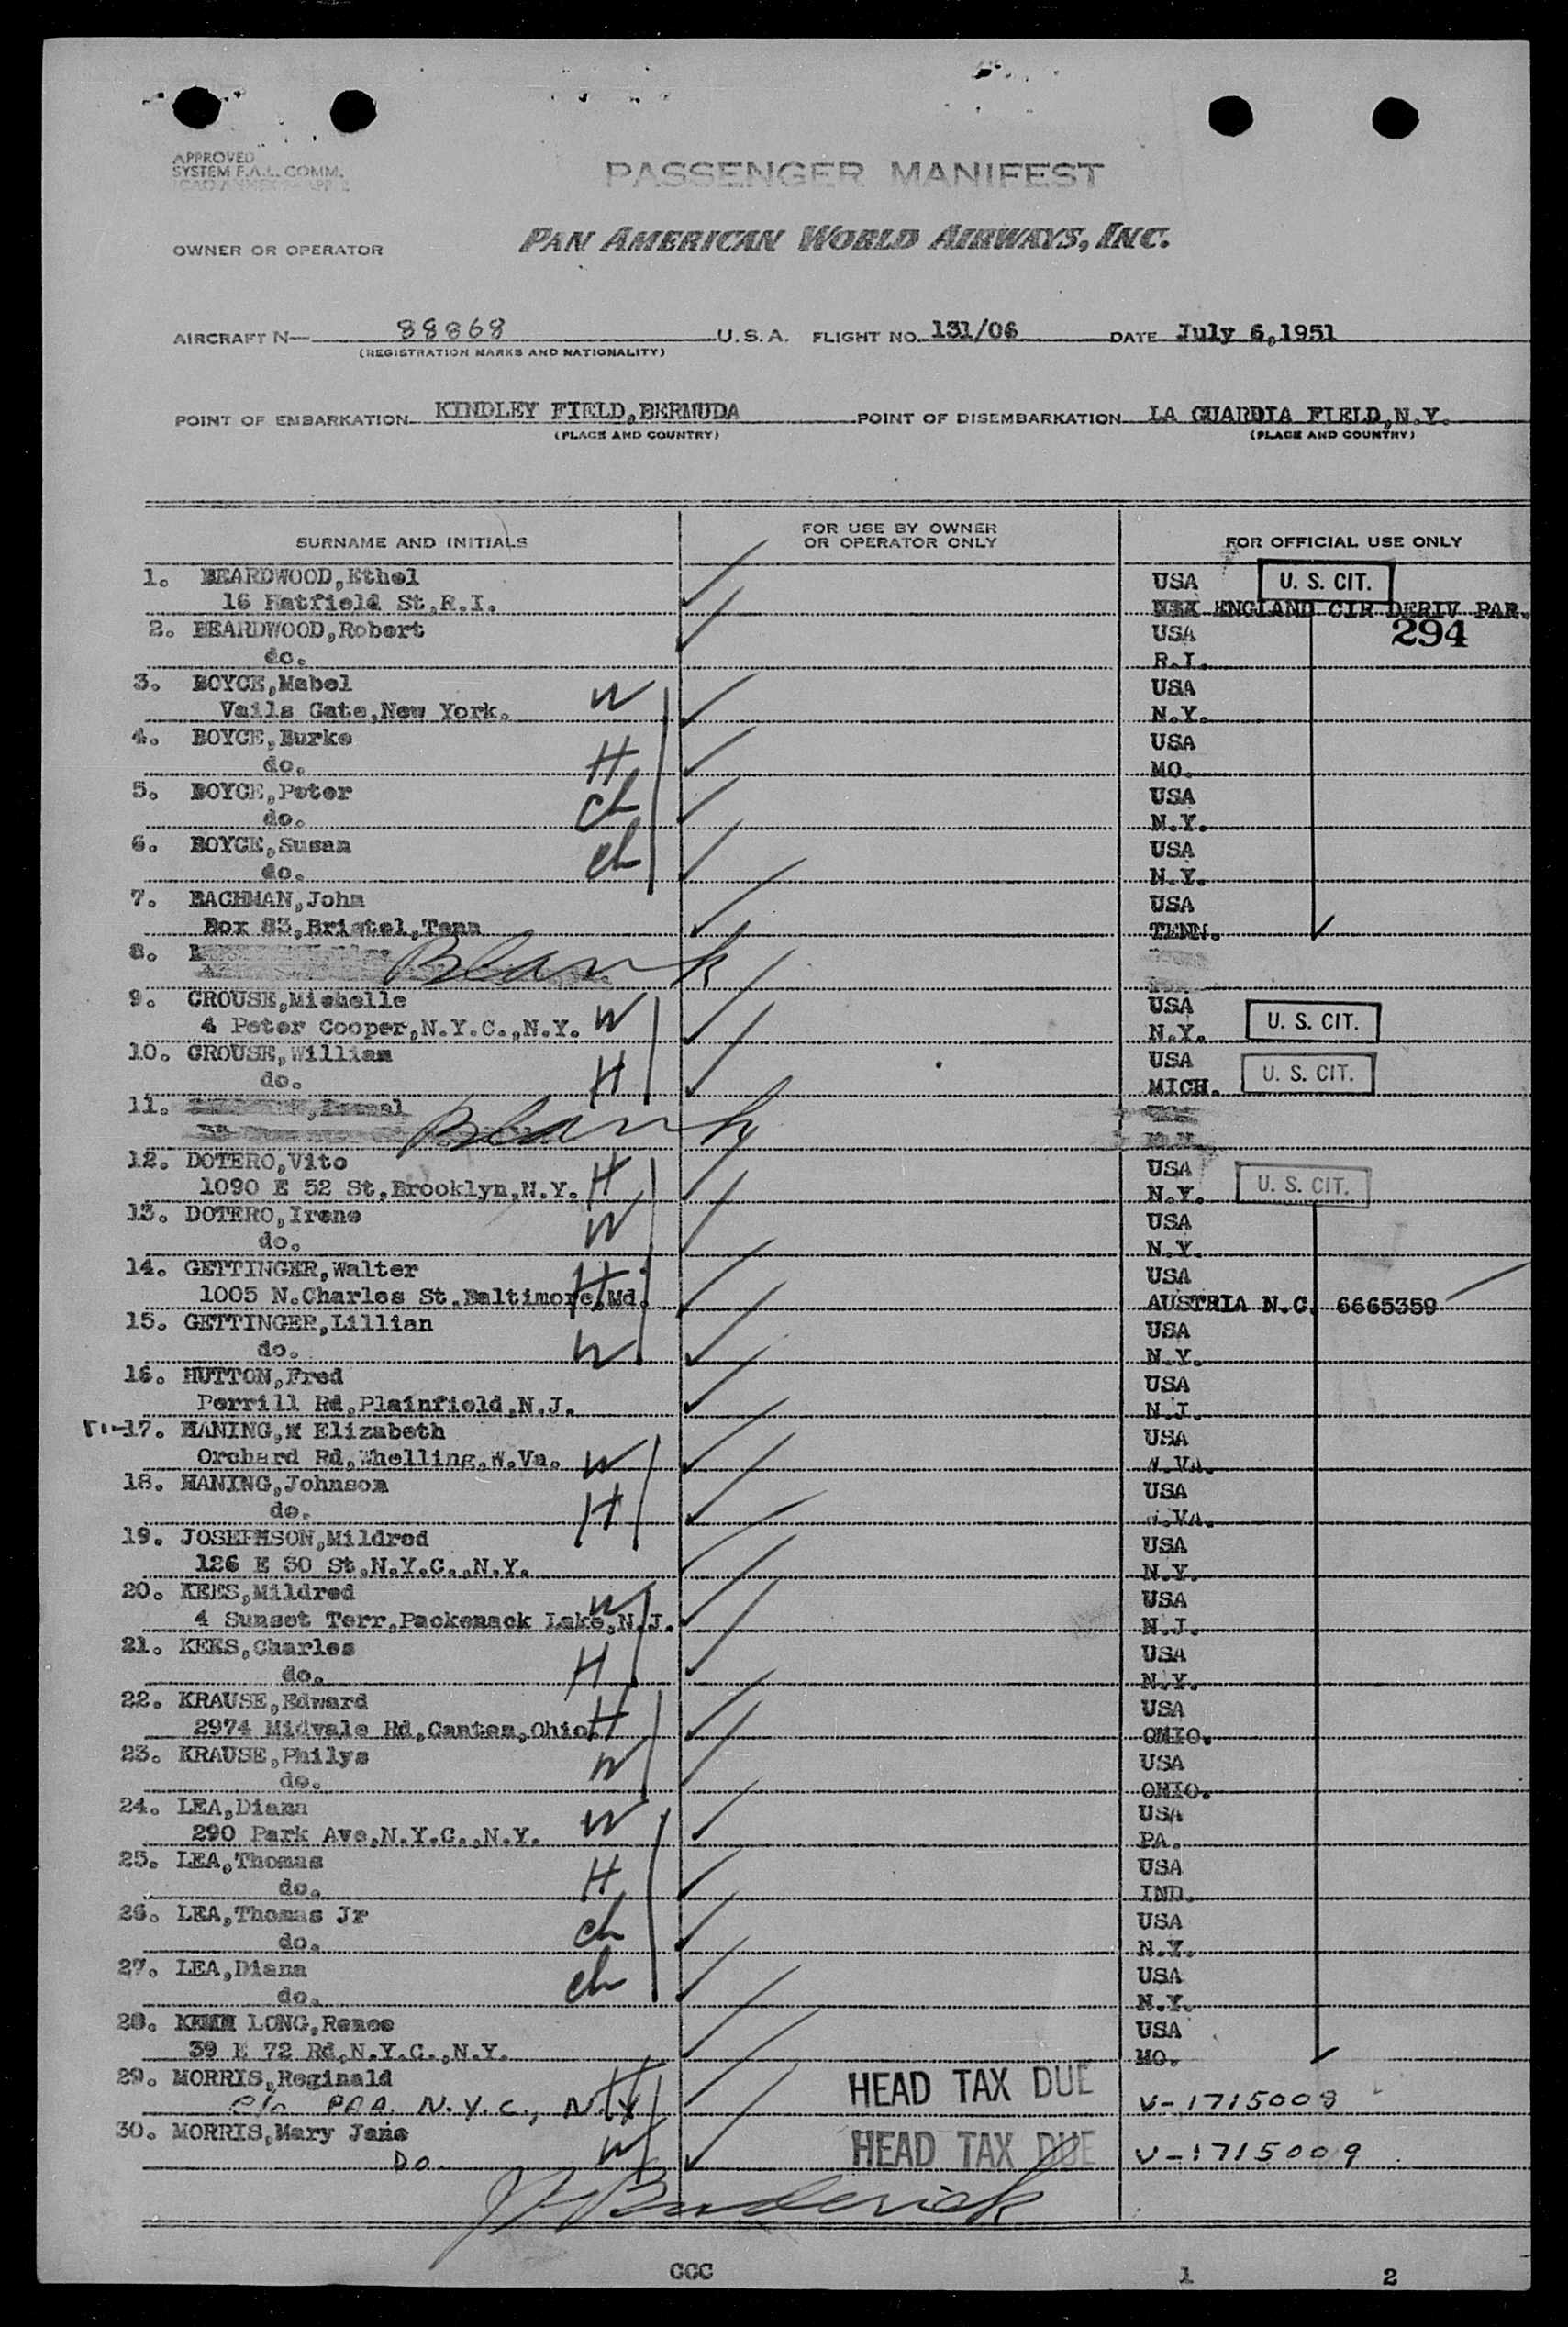 APPROVED
SYSTEM F.A.L. COMM.
PASSENGER MANIFEST
OWNER OR OPERATOR PAN AMERICAN WORLD AIRWAYS, INC.
AIRCRAFT N— 88868 U.S.A. FLIGHT NO. 131/06 DATE July 6,1951
(REGISTRATION MARKS AND NATIONALITY)
POINT OF EMBARKATION KINDLEY FIELD,BERMUDA POINT OF DISEMBARKATION LA GUARDIA FIELD,N.Y.
(PLACE AND COUNTRY) (PLACE AND COUNTRY)
SURNAME AND INITIALS FOR USE BY OWNER OR OPERATOR ONLY FOR OFFICIAL USE ONLY
1. BEARDWOOD,Ethel USA U. S. CIT.
16 Hatfield St,R.I. ENGLAND CIR DERIV PAR.
2. BEARDWOOD,Robert USA 294
do. R.I.
3. BOYCE,Mabel W USA
Vails Gate,New York. N.Y.
4. BOYCE,Burke H USA
do. MO.
5. BOYCE,Peter ch USA
do. N.Y.
6. BOYCE,Susan ch USA
do. N.Y.
7. BACHMAN,John USA
Box 83,Bristol,Tenn TENN.
8. Blank
9. CROUSE,Michelle W USA
4 Peter Cooper,N.Y.C.,N.Y. N.Y. U. S. CIT.
10. CROUSE,William H USA
do. MICH. U. S. CIT.
11. Blank
12. DOTERO,Vito H USA
1090 E 52 St.Brooklyn,N.Y. N.Y. U. S. CIT.
13. DOTERO,Irene W USA
do. N.Y.
14. GETTINGER,Walter H USA
1005 N.Charles St.Baltimore,Md. AUSTRIA N.C. 6665359
15. GETTINGER,Lillian W USA
do. N.Y.
16. HUTTON,Fred USA
Perrill Rd,Plainfield,N.J. N.J.
17. HANING,M Elizabeth W USA
Orchard Rd,Whelling,W.Va. W.VA.
18. HANING,Johnson H USA
do. W.VA.
19. JOSEPHSON,Mildred USA
126 E 30 St,N.Y.C.,N.Y. N.Y.
20. KEES,Mildred W USA
4 Sunset Terr,Packenack Lake,N.J. N.J.
21. KEES,Charles H USA
do. N.Y.
22. KRAUSE,Edward H USA
2974 Midvale Rd,Canten,Ohio. OHIO.
23. KRAUSE,Philys W USA
do. OHIO.
24. LEA,Diana W USA
290 Park Ave,N.Y.C.,N.Y. PA.
25. LEA,Thomas H USA
do. IND.
26. LEA,Thomas Jr ch USA
do. N.Y.
27. LEA,Diana ch USA
do. N.Y.
28. LONG,Renee USA
39 E 72 Rd,N.Y.C.,N.Y. MO.
29. MORRIS,Reginald H HEAD TAX DUE
c/o PAA. N.Y.C., N.Y. V-1715008
30. MORRIS,Mary Jane W HEAD TAX DUE
Do. V-1715009
Broderick
CCC 1 2